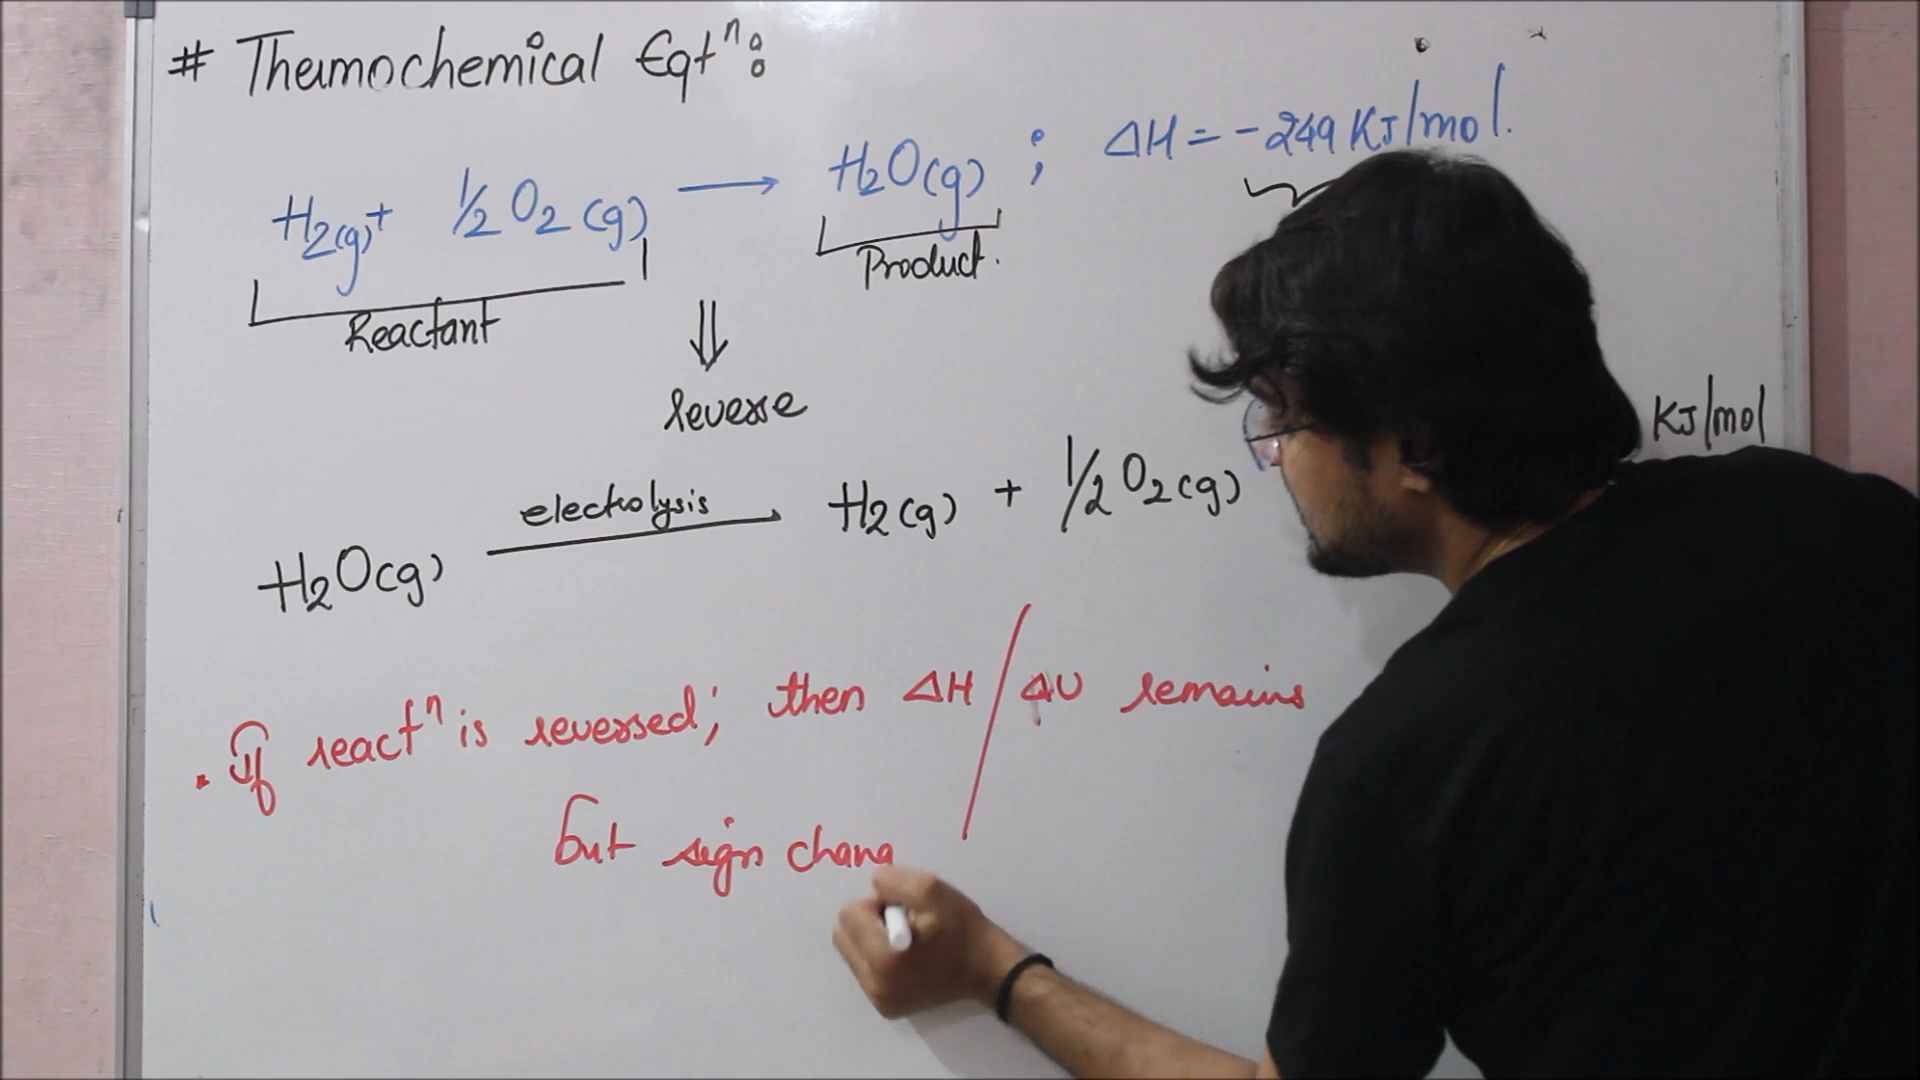 # Thermochemical Eqtⁿ:
H₂(g) + ½ O₂ (g) → H₂O(g) ; ΔH = -249 KJ/mol.
Reactant
Product.
⇓
reverse
KJ/mol
H₂O(g) electrolysis → H₂(g) + ½ O₂(g)
. If reactⁿ is reversed; then ΔH / ΔU remains
but sign chang